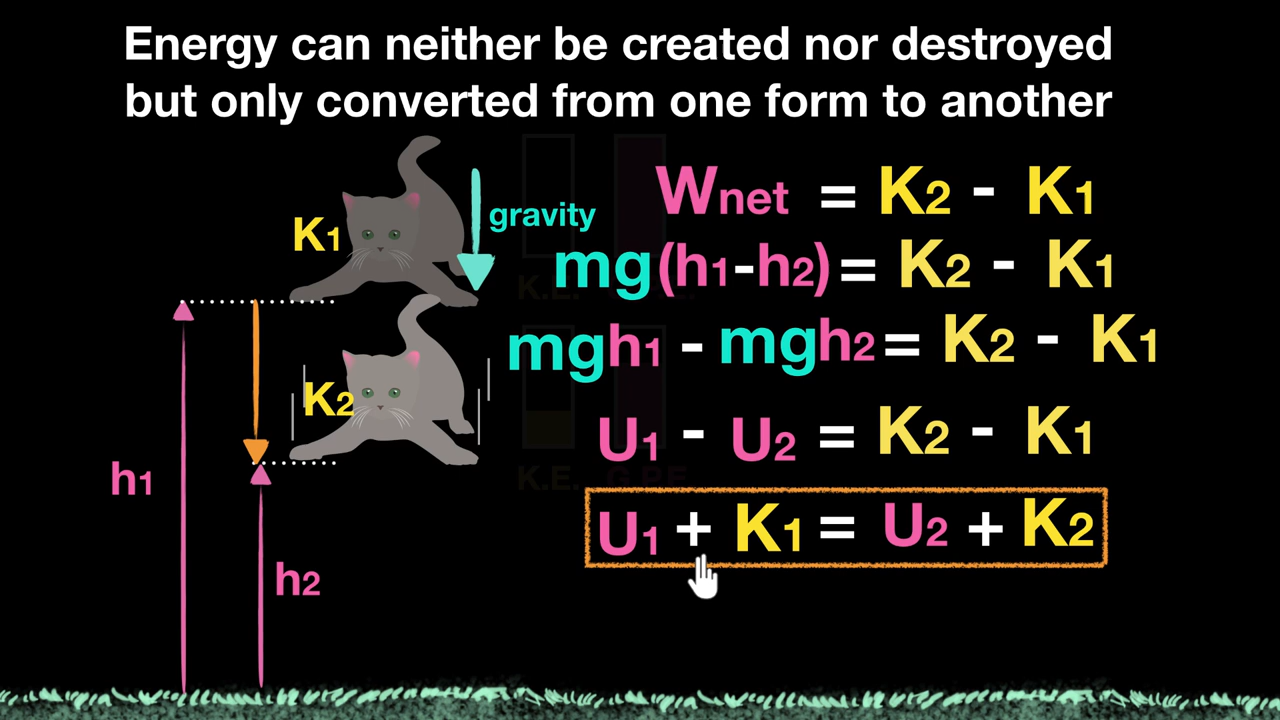 Energy can neither be created nor destroyed
but only converted from one form to another
Wnet = K2 - K1
K1
gravity
mg(h1-h2) = K2 - K1
K.E.
mgh1 - mgh2 = K2 - K1
K2
U1 - U2 = K2 - K1
h1
K.E. G.P.E.
U1 + K1 = U2 + K2
h2